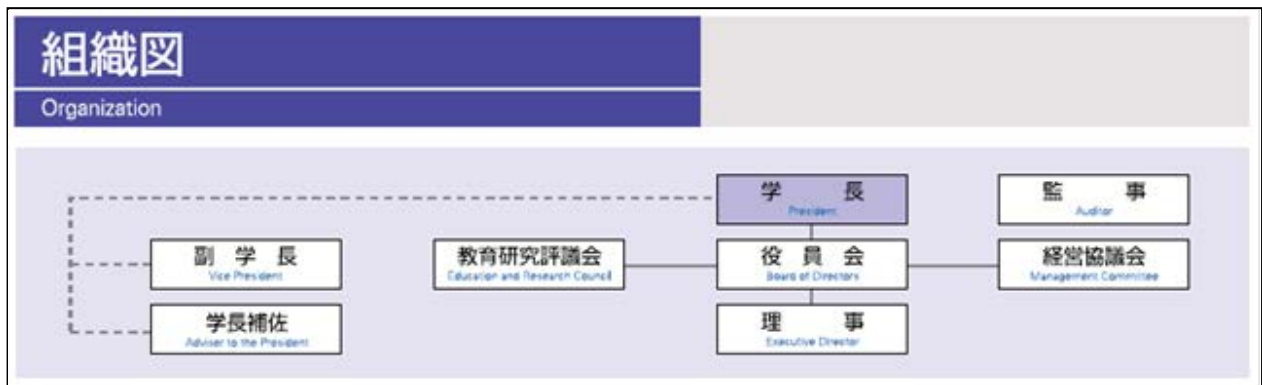 組織図
Organization
学長
President
監事
Auditor
副学長
Vice President
教育研究評議会
Education and Research Council
役員会
Board of Directors
経営協議会
Management Committee
学長補佐
Adviser to the President
理事
Executive Director